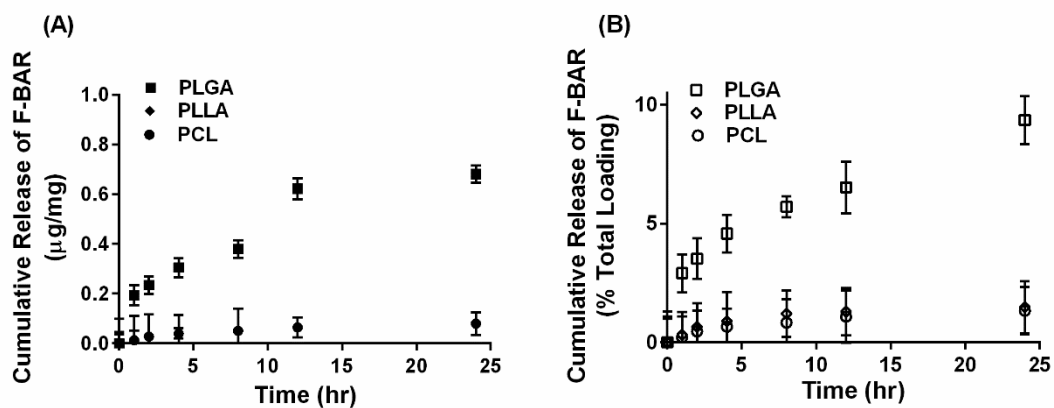 (A)
PLGA
PLLA
PCL
Cumulative Release of F-BAR
(μg/mg)
1.0
0.8
0.6
0.4
0.2
0.0
0 5 10 15 20 25
Time (hr)
(B)
PLGA
PLLA
PCL
Cumulative Release of F-BAR
(% Total Loading)
10
5
0
0 5 10 15 20 25
Time (hr)